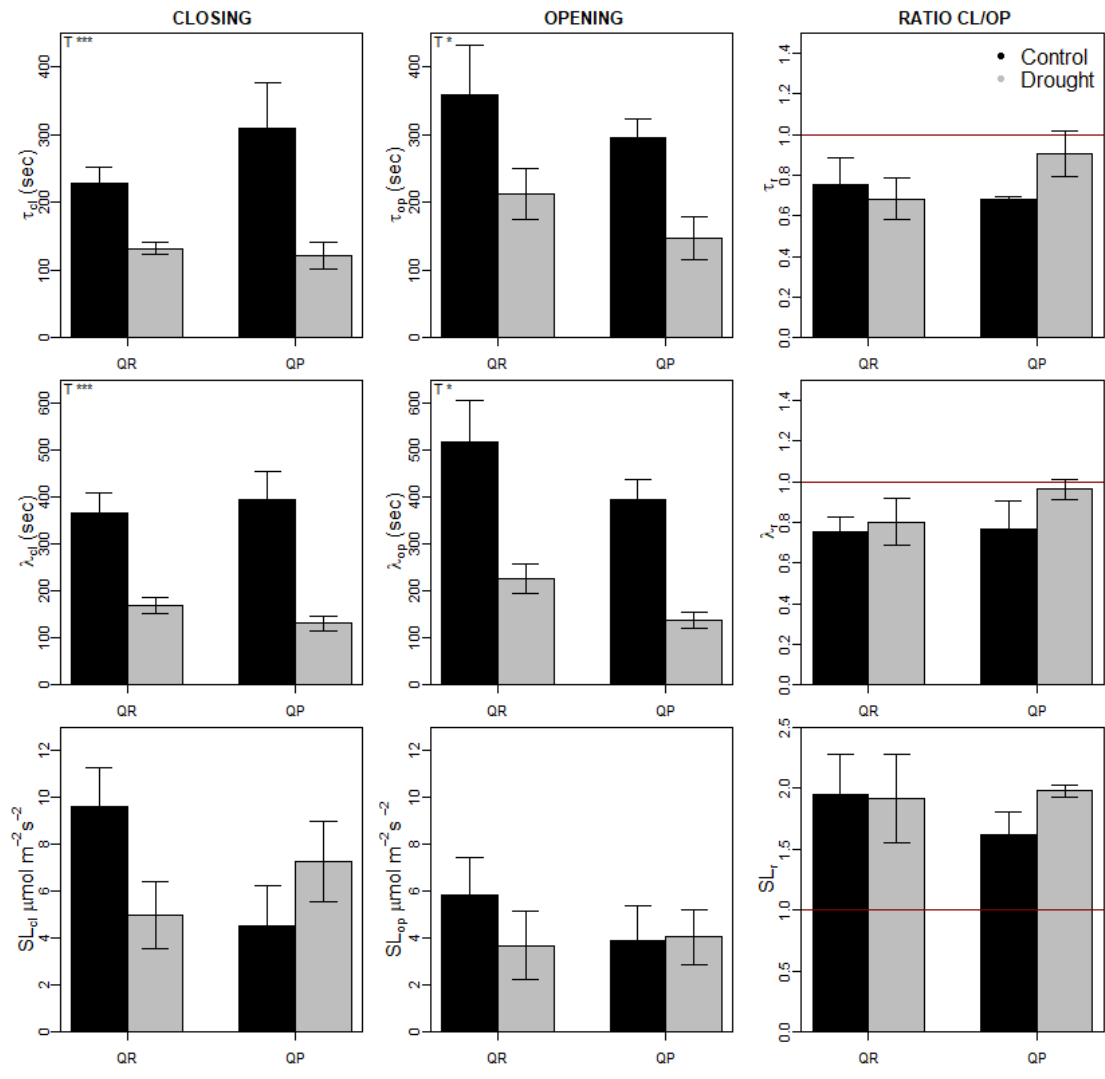 CLOSING OPENING RATIO CL/OP
T ***
τcl (sec)
0 100 200 300 400
QR QP
T *
τop (sec)
0 100 200 300 400
QR QP
Control
Drought
τr
0.0 0.2 0.4 0.6 0.8 1.0 1.2 1.4
QR QP
T ***
λcl (sec)
0 100 200 300 400 500 600
QR QP
T *
λop (sec)
0 100 200 300 400 500 600
QR QP
λr
0.0 0.2 0.4 0.6 0.8 1.0 1.2 1.4
QR QP
SLcl μmol m−2 s−2
0 2 4 6 8 10 12
QR QP
SLop μmol m−2 s−2
0 2 4 6 8 10 12
QR QP
SLr
0.0 0.5 1.0 1.5 2.0 2.5
QR QP